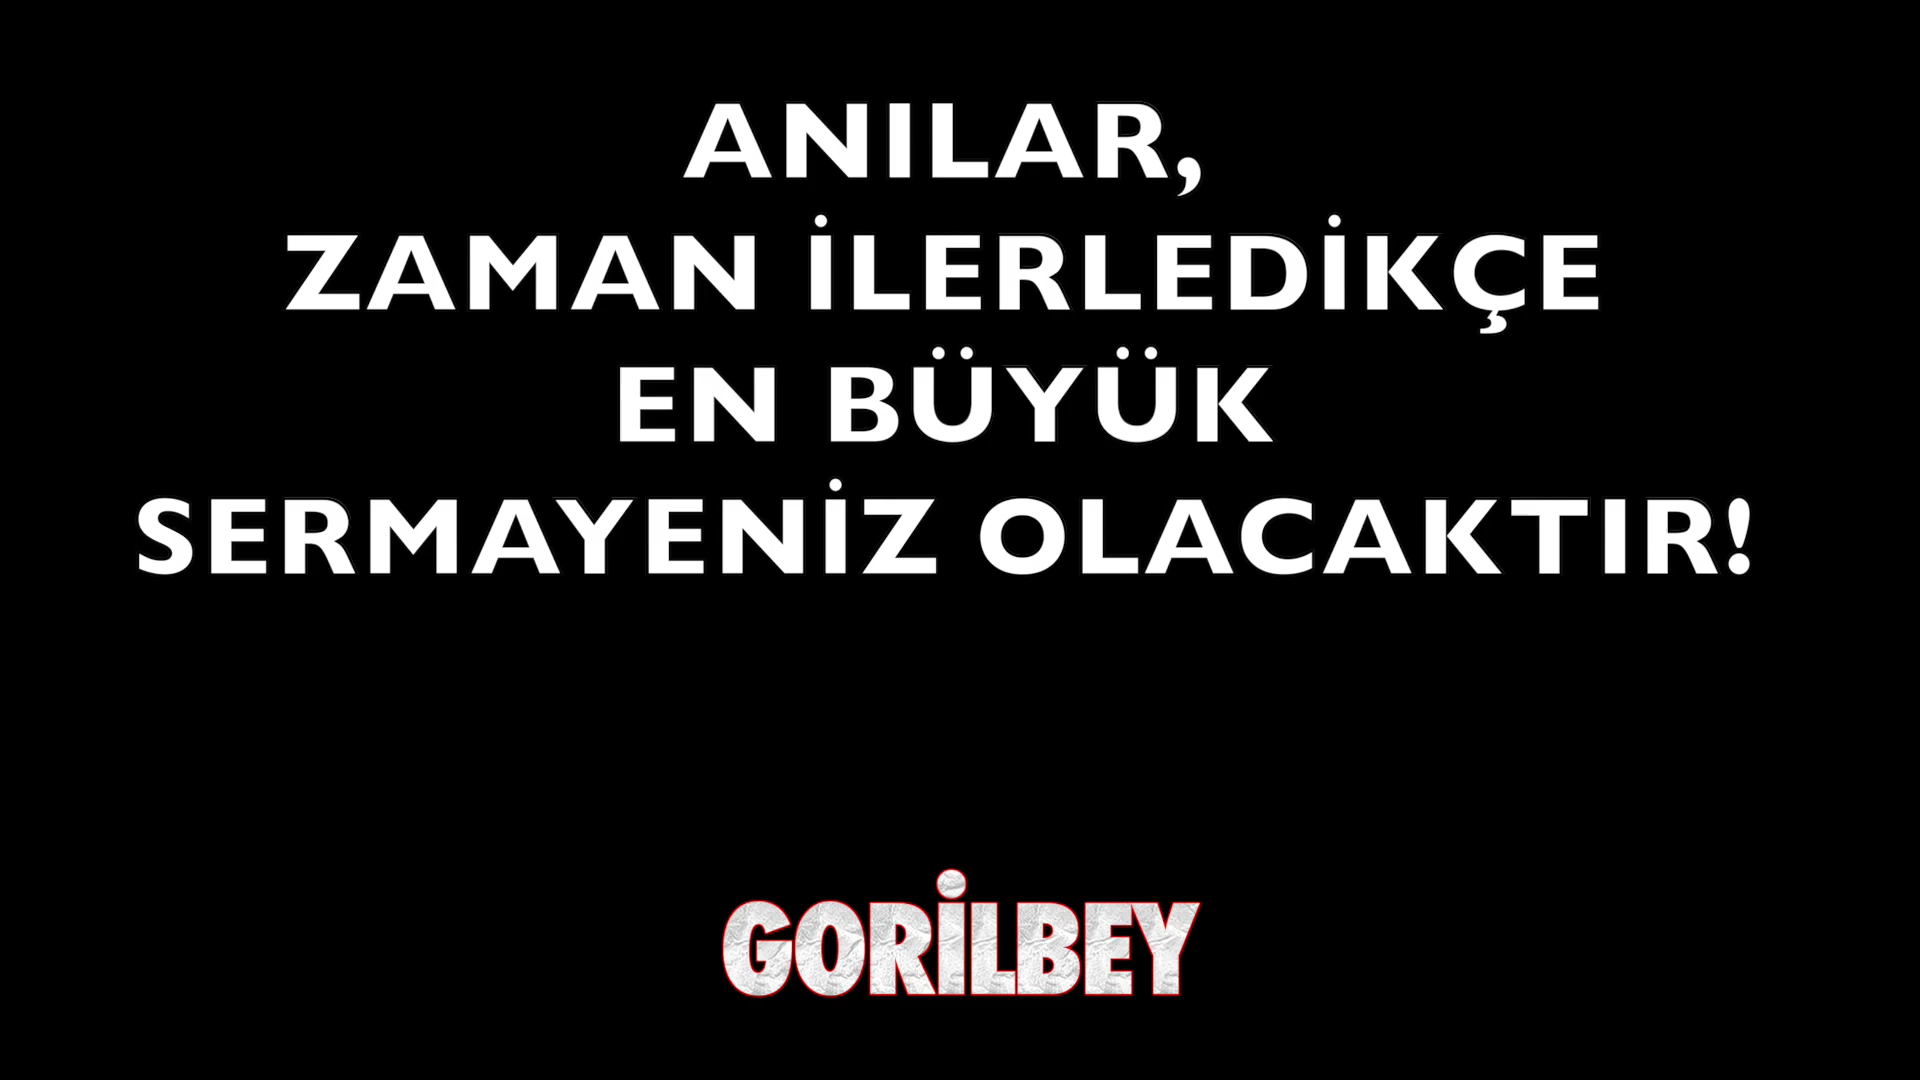 ANILAR,
ZAMAN İLERLEDİKÇE
EN BÜYÜK
SERMAYENİZ OLACAKTIR!
GORİLBEY